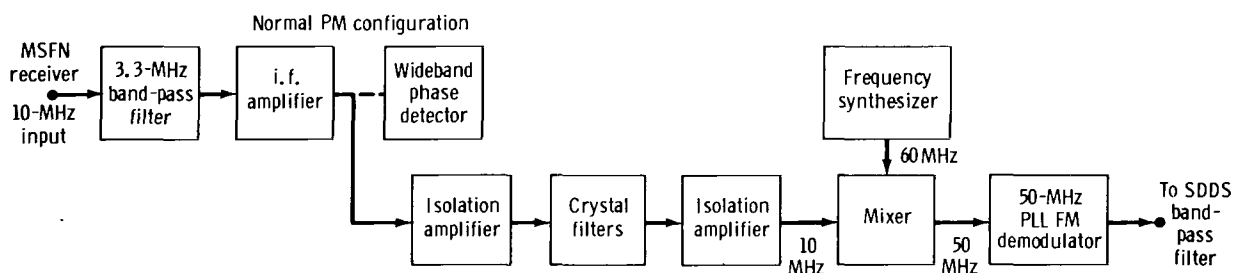 Normal PM configuration
MSFN
receiver
10-MHz
input
3.3-MHz
band-pass
filter
i.f.
amplifier
Wideband
phase
detector
Frequency
synthesizer
60 MHz
Isolation
amplifier
Crystal
filters
Isolation
amplifier
10
MHz
Mixer
50
MHz
50-MHz
PLL FM
demodulator
To SDDS
band-
pass
filter